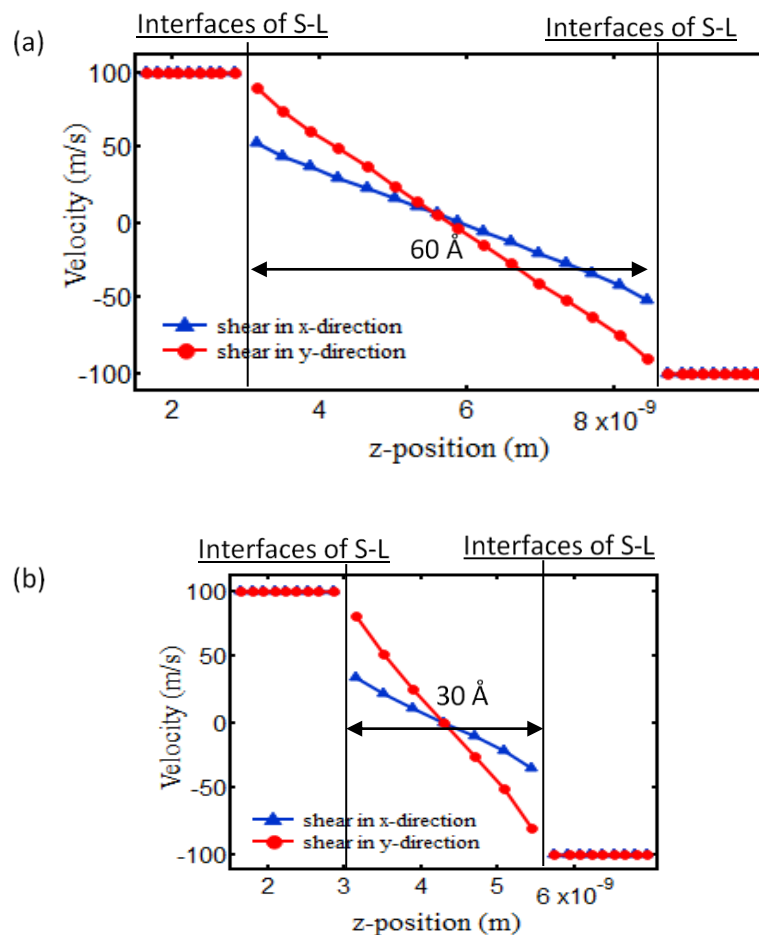 Interfaces of S-L
(a)
Interfaces of S-L
100
50
0
-50
-100
Velocity (m/s)
60 Å
shear in x-direction
shear in y-direction
2
4
6
8 x10⁻⁹
z-position (m)
Interfaces of S-L
Interfaces of S-L
(b)
100
50
0
-50
-100
Velocity (m/s)
30 Å
shear in x-direction
shear in y-direction
2
3
4
5
6 x10⁻⁹
z-position (m)